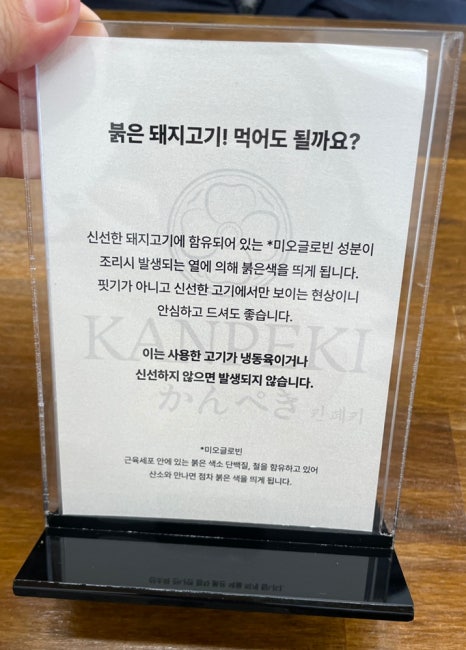 붉은 돼지고기! 먹어도 될까요?
신선한 돼지고기에 함유되어 있는 *미오글로빈 성분이
조리시 발생되는 열에 의해 붉은색을 띄게 됩니다.
핏기가 아니고 신선한 고기에서만 보이는 현상이니
안심하고 드셔도 좋습니다.
KANPEKI
이는 사용한 고기가 냉동육이거나
신선하지 않으면 발생되지 않습니다.
かんぺき 칸페키
*미오글로빈
근육세포 안에 있는 붉은 색소 단백질, 철을 함유하고 있어
산소와 만나면 점차 붉은 색을 띄게 됩니다.